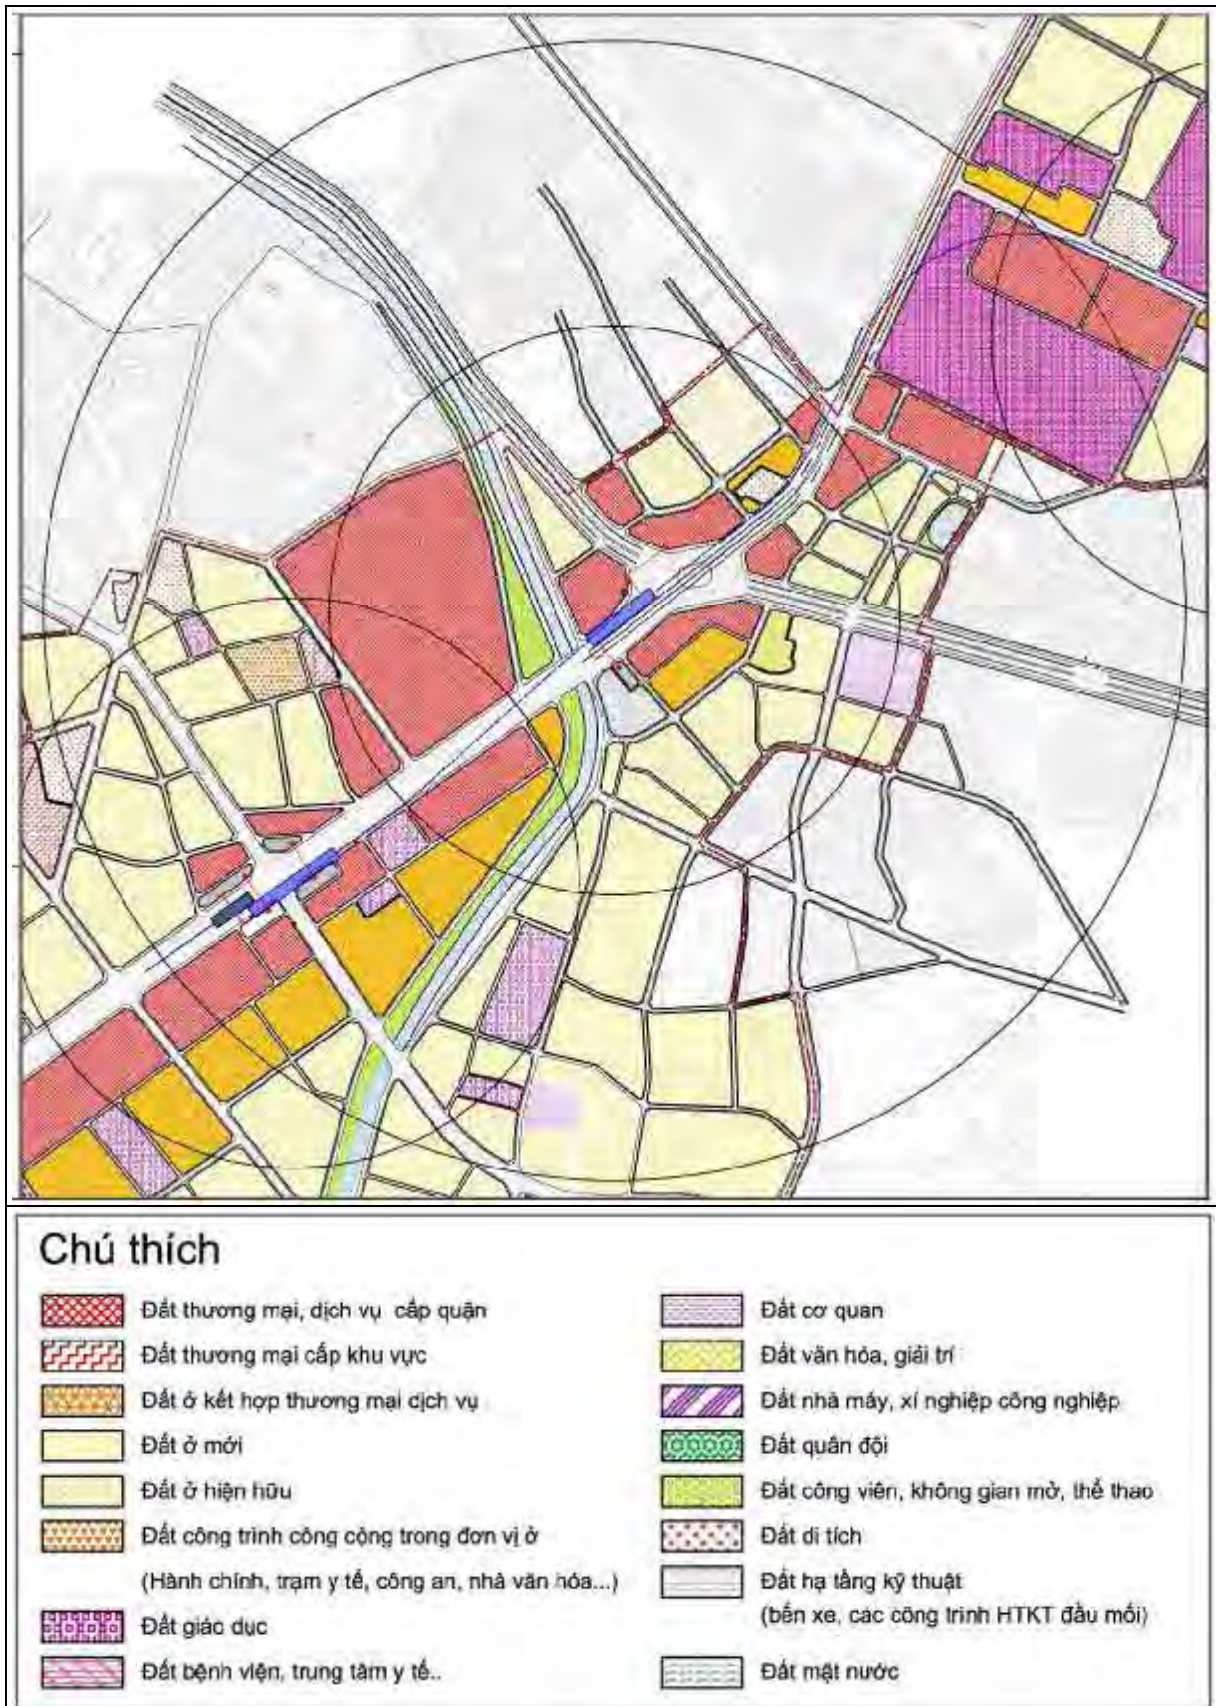 Chú thích
Đất thương mại, dịch vụ cấp quận
Đất thương mại cấp khu vực
Đất ở kết hợp thương mại dịch vụ
Đất ở mới
Đất ở hiện hữu
Đất công trình công cộng trong đơn vị ở
(Hành chính, trạm y tế, công an, nhà văn hóa...)
Đất giáo dục
Đất bệnh viện, trung tâm y tế..
Đất cơ quan
Đất văn hóa, giải trí
Đất nhà máy, xí nghiệp công nghiệp
Đất quân đội
Đất công viên, không gian mở, thể thao
Đất di tích
Đất hạ tầng kỹ thuật
(bến xe, các công trình HTKT đầu mối)
Đất mặt nước